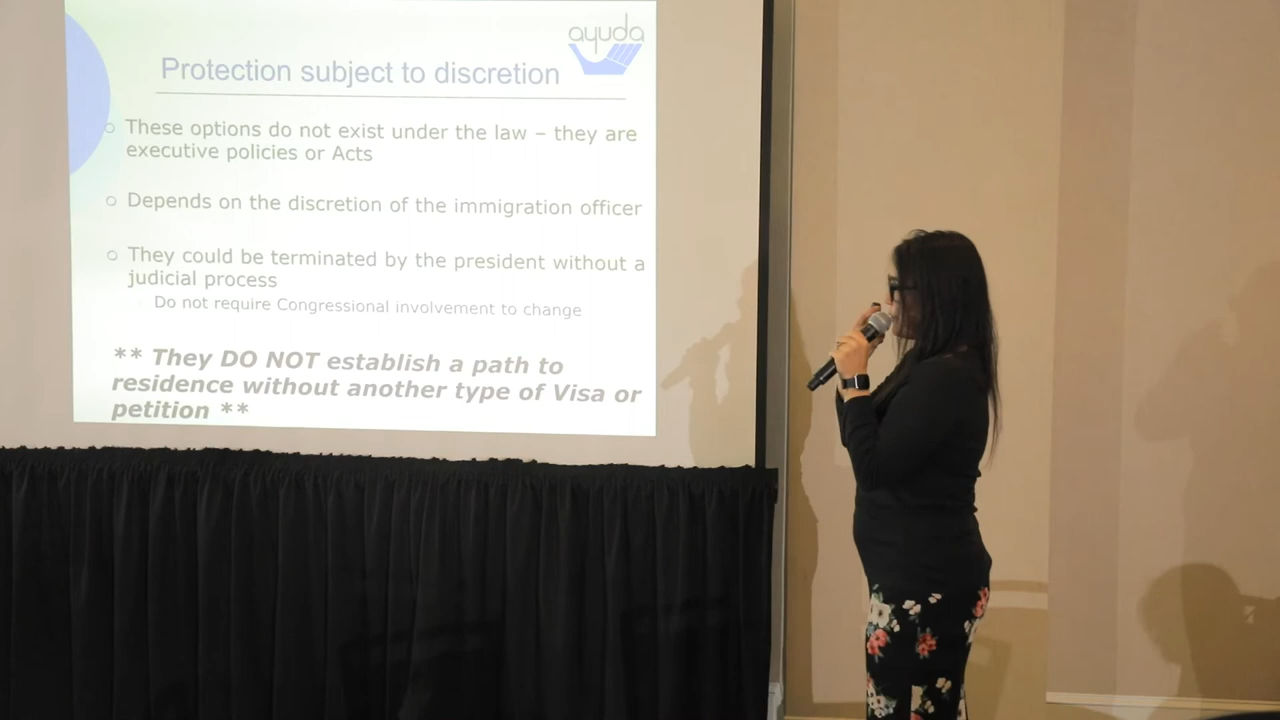 ayuda
Protection subject to discretion
These options do not exist under the law – they are
executive policies or Acts
Depends on the discretion of the immigration officer
They could be terminated by the president without a
judicial process
Do not require Congressional involvement to change
** They DO NOT establish a path to
residence without another type of Visa or
petition **